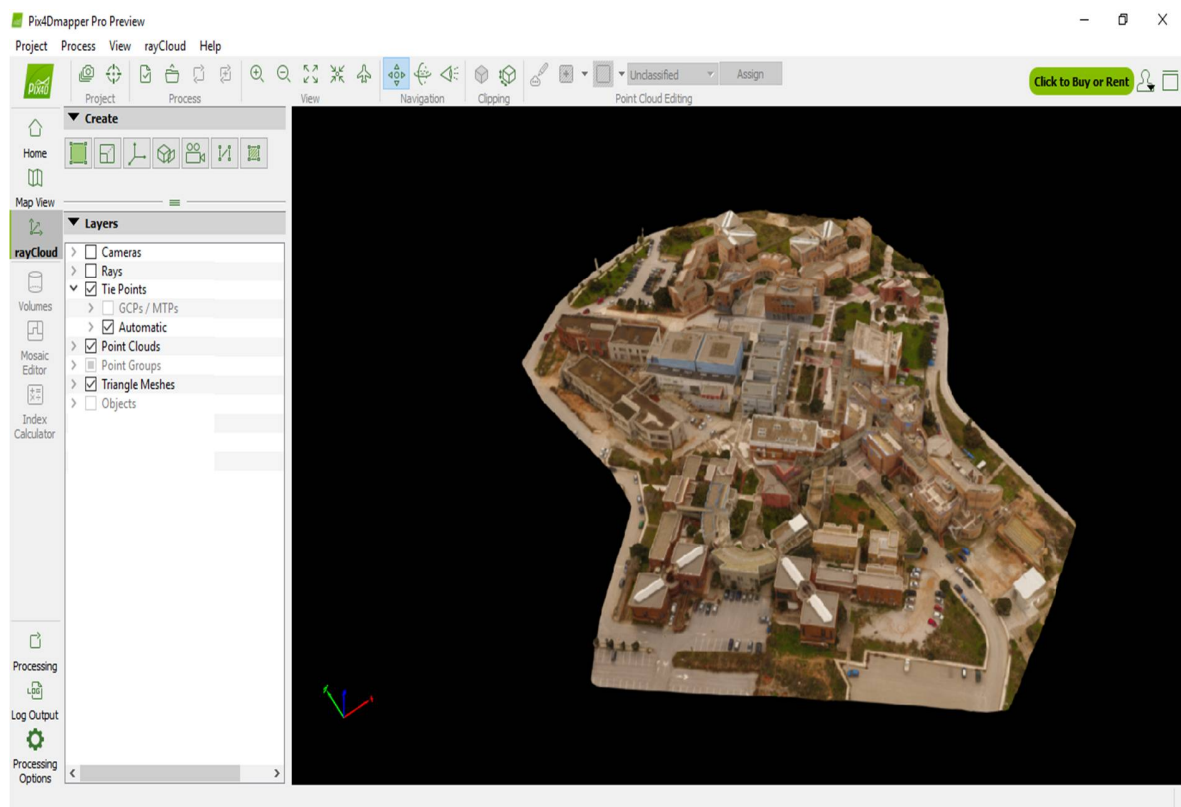 Pix4Dmapper Pro Preview
Project Process View rayCloud Help
PIX4D
Unclassified
Assign
Click to Buy or Rent
Project Process View Navigation Clipping Point Cloud Editing
Home
Map View
rayCloud
Volumes
Mosaic
Editor
Index
Calculator
Processing
LOG
Log Output
Processing
Options
Create
Layers
Cameras
Rays
Tie Points
GCPs / MTPs
Automatic
Point Clouds
Point Groups
Triangle Meshes
Objects